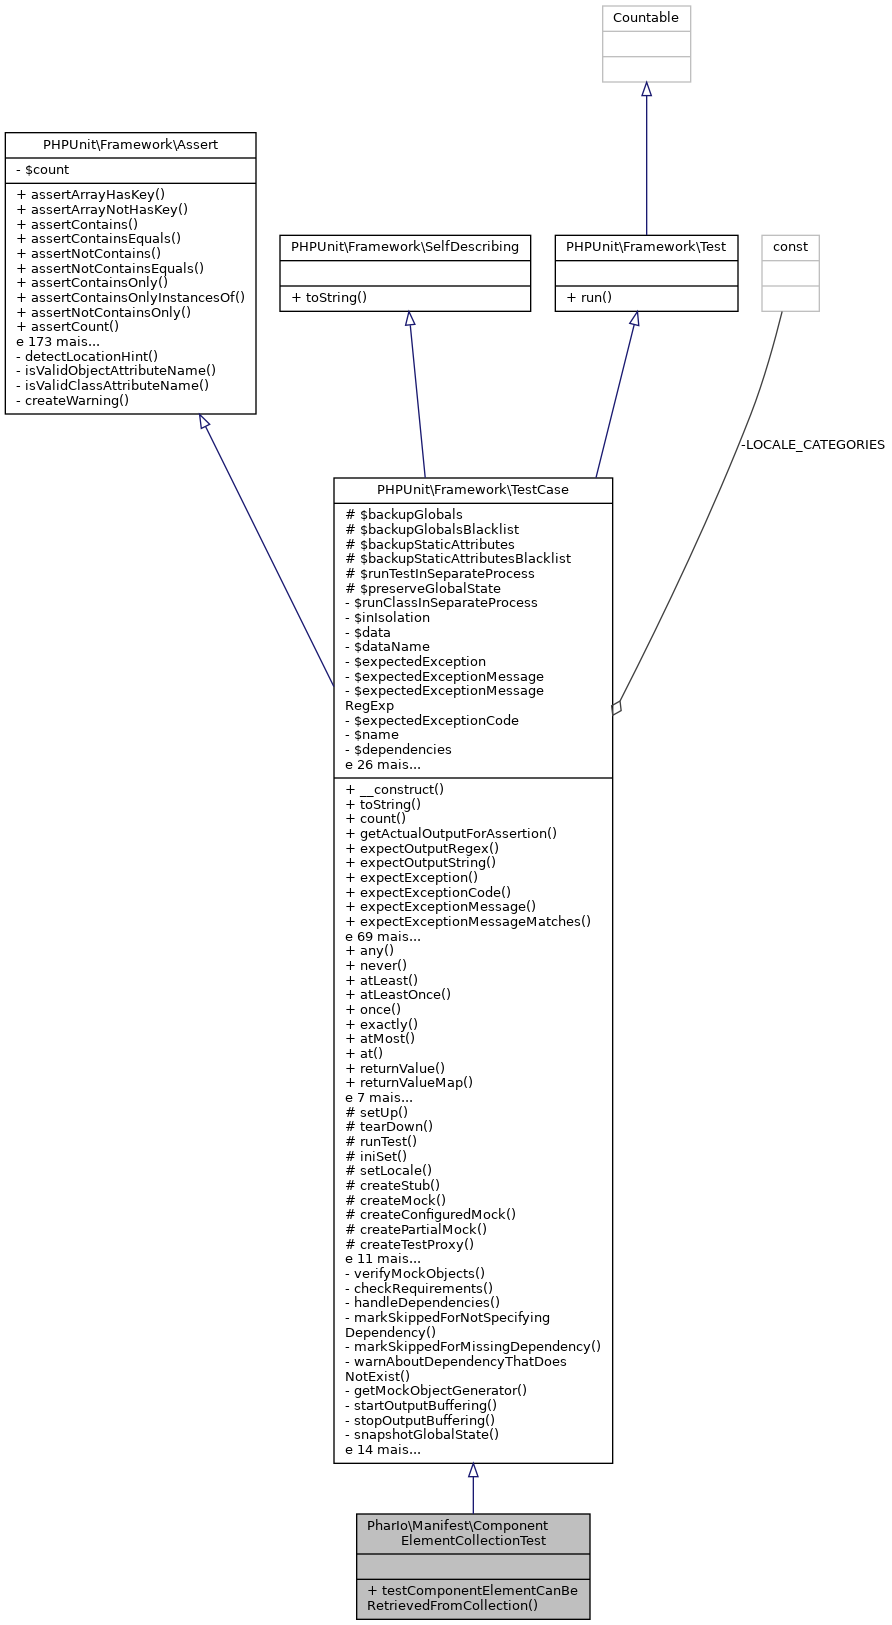 Countable
PHPUnit\Framework\Assert
- $count
+ assertArrayHasKey()
+ assertArrayNotHasKey()
+ assertContains()
+ assertContainsEquals()
+ assertNotContains()
+ assertNotContainsEquals()
+ assertContainsOnly()
+ assertContainsOnlyInstancesOf()
+ assertNotContainsOnly()
+ assertCount()
e 173 mais...
- detectLocationHint()
- isValidObjectAttributeName()
- isValidClassAttributeName()
- createWarning()
PHPUnit\Framework\SelfDescribing
+ toString()
PHPUnit\Framework\Test
+ run()
const
-LOCALE_CATEGORIES
PHPUnit\Framework\TestCase
# $backupGlobals
# $backupGlobalsBlacklist
# $backupStaticAttributes
# $backupStaticAttributesBlacklist
# $runTestInSeparateProcess
# $preserveGlobalState
- $runClassInSeparateProcess
- $inIsolation
- $data
- $dataName
- $expectedException
- $expectedExceptionMessage
- $expectedExceptionMessage
RegExp
- $expectedExceptionCode
- $name
- $dependencies
e 26 mais...
+ __construct()
+ toString()
+ count()
+ getActualOutputForAssertion()
+ expectOutputRegex()
+ expectOutputString()
+ expectException()
+ expectExceptionCode()
+ expectExceptionMessage()
+ expectExceptionMessageMatches()
e 69 mais...
+ any()
+ never()
+ atLeast()
+ atLeastOnce()
+ once()
+ exactly()
+ atMost()
+ at()
+ returnValue()
+ returnValueMap()
e 7 mais...
# setUp()
# tearDown()
# runTest()
# iniSet()
# setLocale()
# createStub()
# createMock()
# createConfiguredMock()
# createPartialMock()
# createTestProxy()
e 11 mais...
- verifyMockObjects()
- checkRequirements()
- handleDependencies()
- markSkippedForNotSpecifying
Dependency()
- markSkippedForMissingDependency()
- warnAboutDependencyThatDoes
NotExist()
- getMockObjectGenerator()
- startOutputBuffering()
- stopOutputBuffering()
- snapshotGlobalState()
e 14 mais...
PharIo\Manifest\Component
ElementCollectionTest
+ testComponentElementCanBe
RetrievedFromCollection()